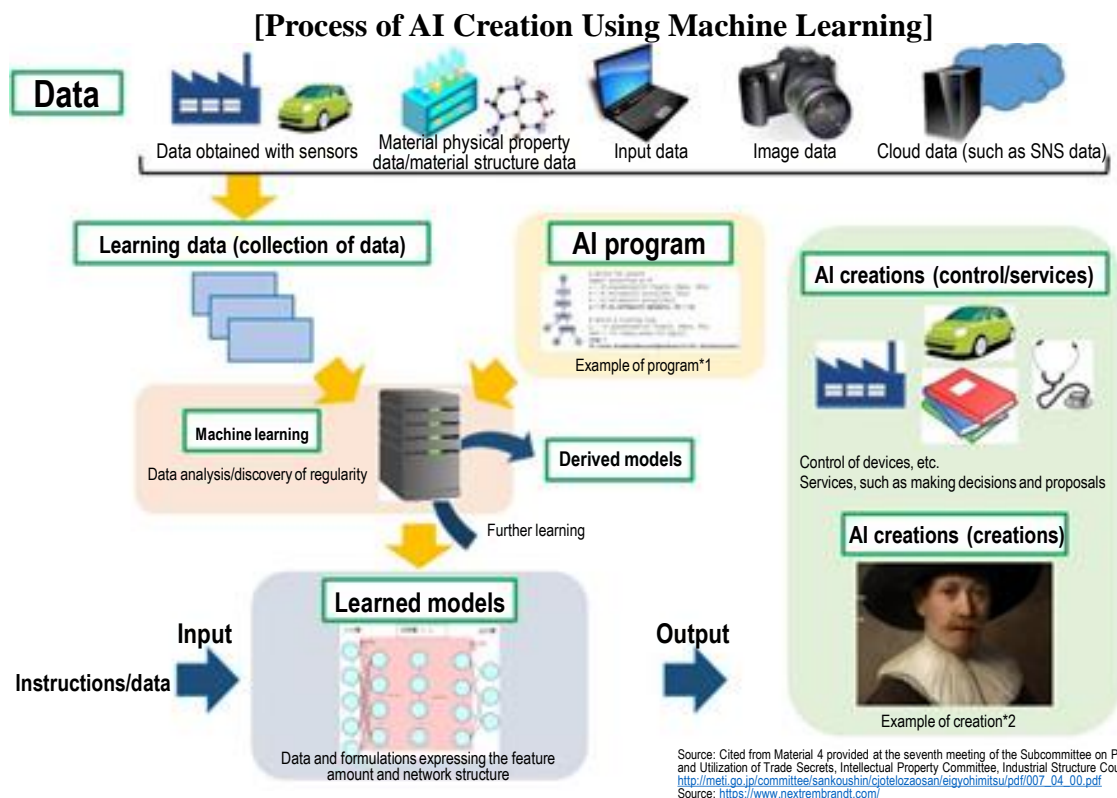 [Process of AI Creation Using Machine Learning]
Data
Data obtained with sensors
Material physical property
data/material structure data
Input data
Image data
Cloud data (such as SNS data)
Learning data (collection of data)
AI program
Example of program*1
AI creations (control/services)
Control of devices, etc.
Services, such as making decisions and proposals
Machine learning
Data analysis/discovery of regularity
Derived models
Further learning
AI creations (creations)
Example of creation*2
Learned models
Input
Instructions/data
Output
Data and formulations expressing the feature
amount and network structure
Source: Cited from Material 4 provided at the seventh meeting of the Subcommittee on P
and Utilization of Trade Secrets, Intellectual Property Committee, Industrial Structure Cou
http://meti.go.jp/committee/sankoushin/cjotelozaosan/eigyohimitsu/pdf/007_04_00.pdf
Source: https://www.nextrembrandt.com/